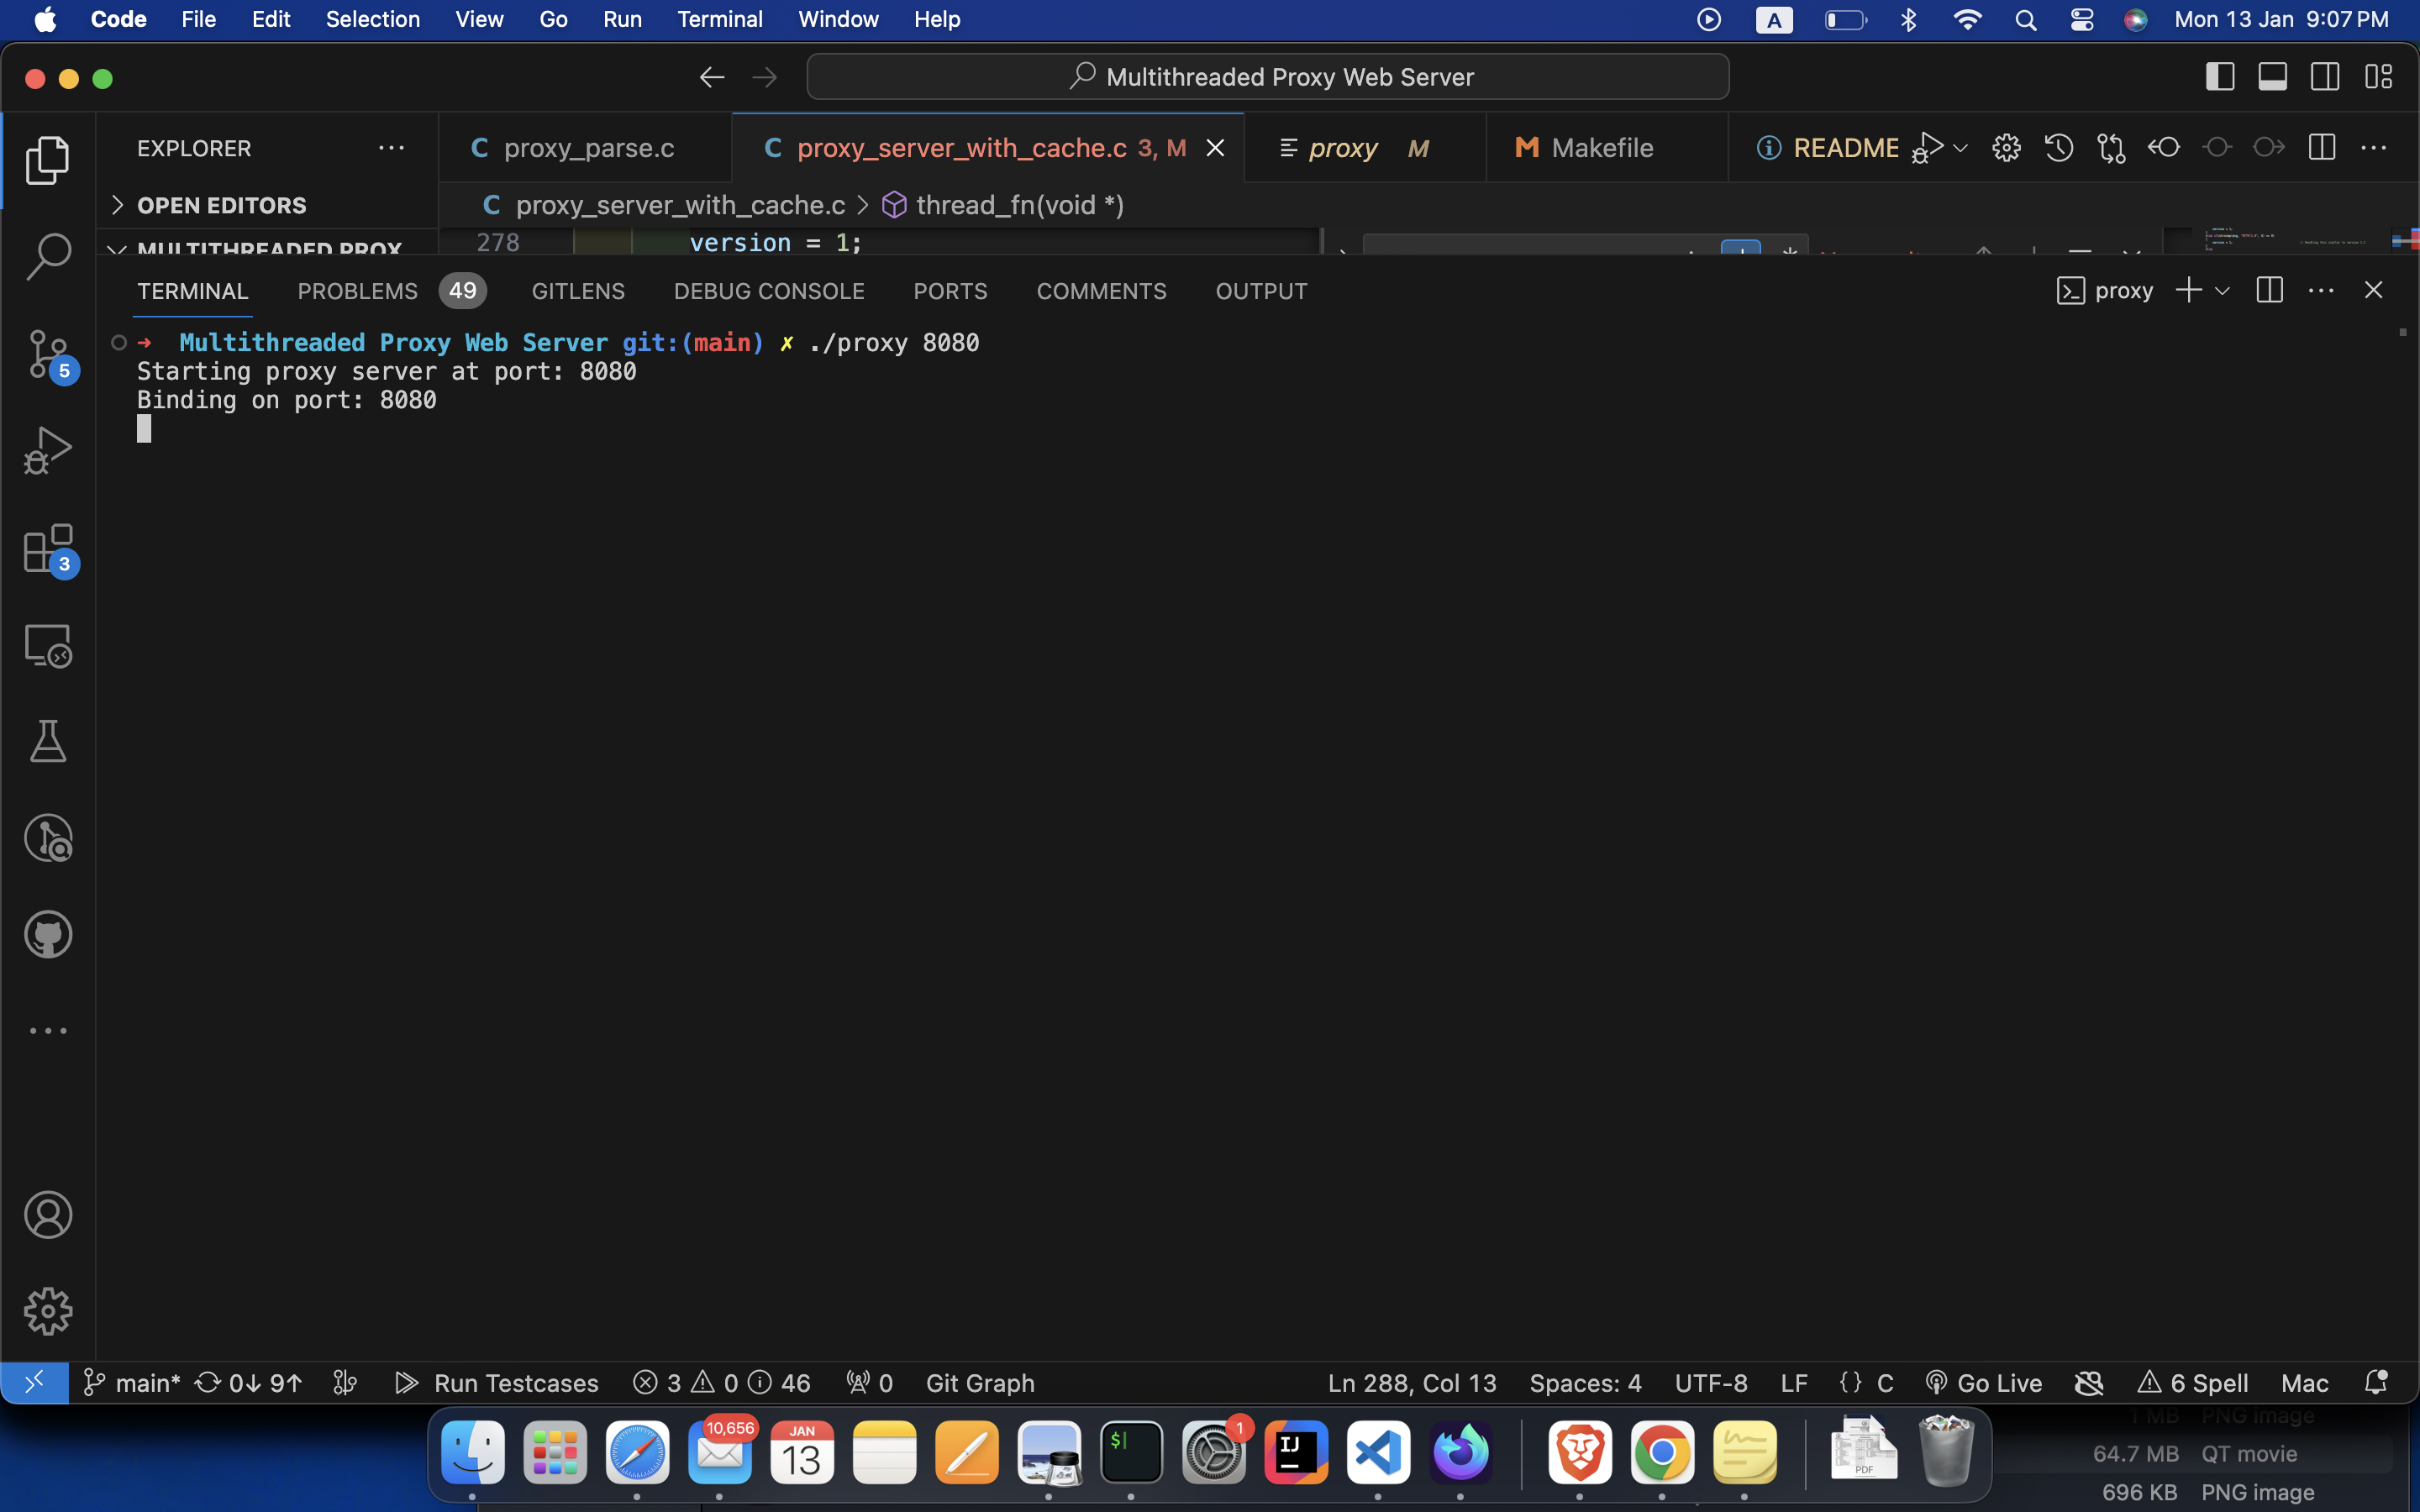 Code File Edit Selection View Go Run Terminal Window Help A Mon 13 Jan 9:07 PM
Multithreaded Proxy Web Server
EXPLORER
C proxy_parse.c
C proxy_server_with_cache.c 3, M
proxy M
M Makefile
README
OPEN EDITORS
C proxy_server_with_cache.c > thread_fn(void *)
MULTITHREADED PROX
278 version = 1;
TERMINAL PROBLEMS 49 GITLENS DEBUG CONSOLE PORTS COMMENTS OUTPUT
proxy
➜ Multithreaded Proxy Web Server git:(main) ✗ ./proxy 8080
Starting proxy server at port: 8080
Binding on port: 8080
5
3
main* 0↓ 9↑ Run Testcases 3 0 46 0 Git Graph Ln 288, Col 13 Spaces: 4 UTF-8 LF {} C Go Live 6 Spell Mac
1 MB PNG image
10,656
JAN
13
$
1
IJ
PDF
64.7 MB QT movie
696 KB PNG image